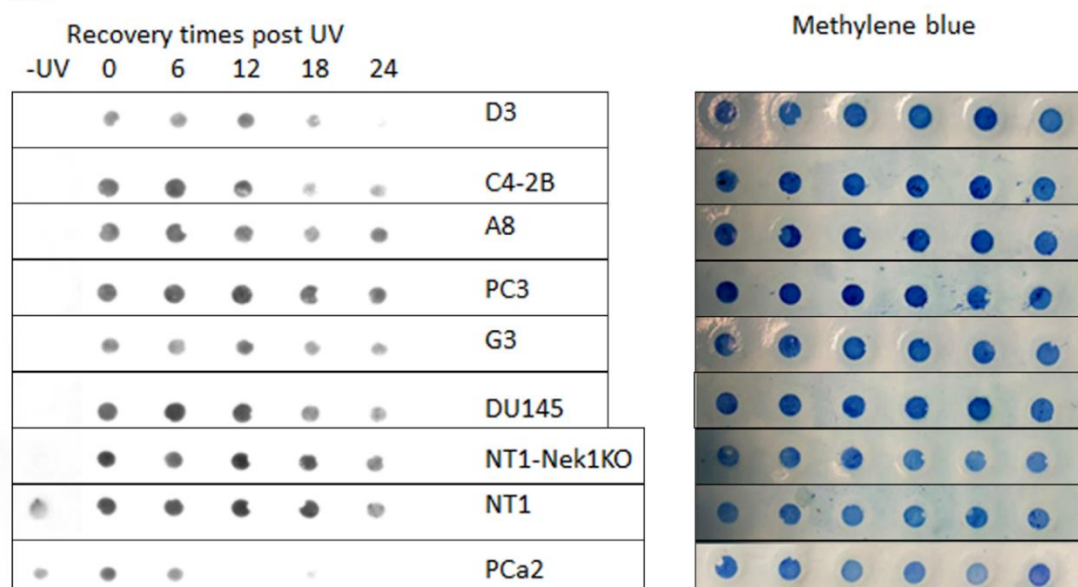 Recovery times post UV
-UV 0 6 12 18 24
Methylene blue
D3
C4-2B
A8
PC3
G3
DU145
NT1-Nek1KO
NT1
PCa2